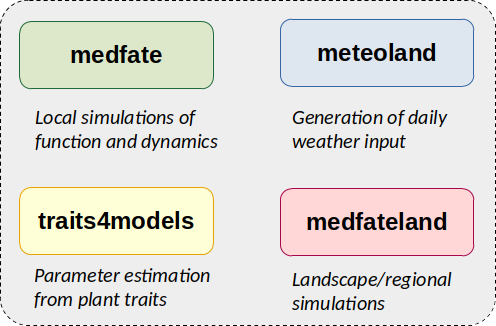 medfate
meteoland
Local simulations of
function and dynamics
Generation of daily
weather input
traits4models
medfateland
Parameter estimation
from plant traits
Landscape/regional
simulations